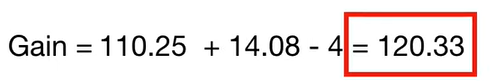 Gain = 110.25 + 14.08 - 4 = 120.33